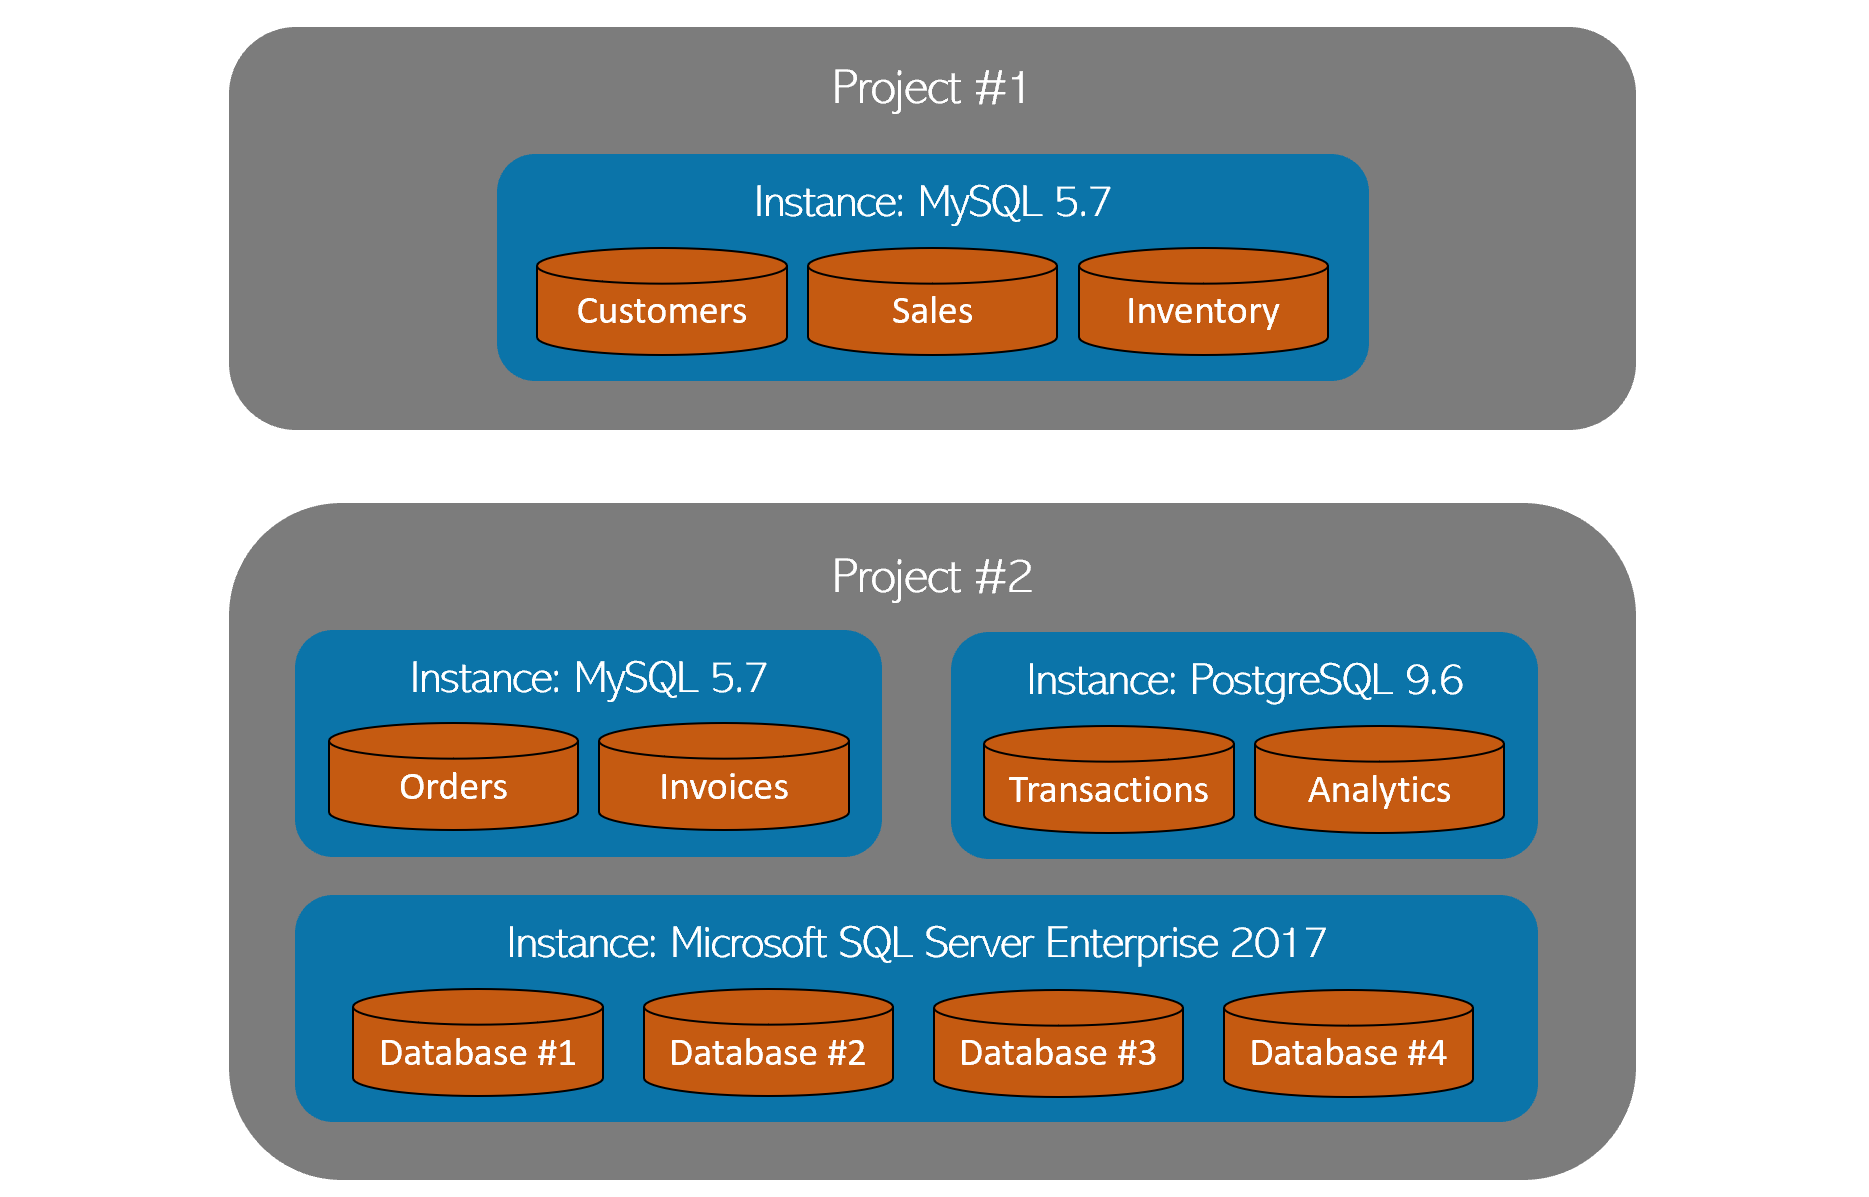 Project #1
Instance: MySQL 5.7
Customers
Sales
Inventory
Project #2
Instance: MySQL 5.7
Orders
Invoices
Instance: PostgreSQL 9.6
Transactions
Analytics
Instance: Microsoft SQL Server Enterprise 2017
Database #1
Database #2
Database #3
Database #4